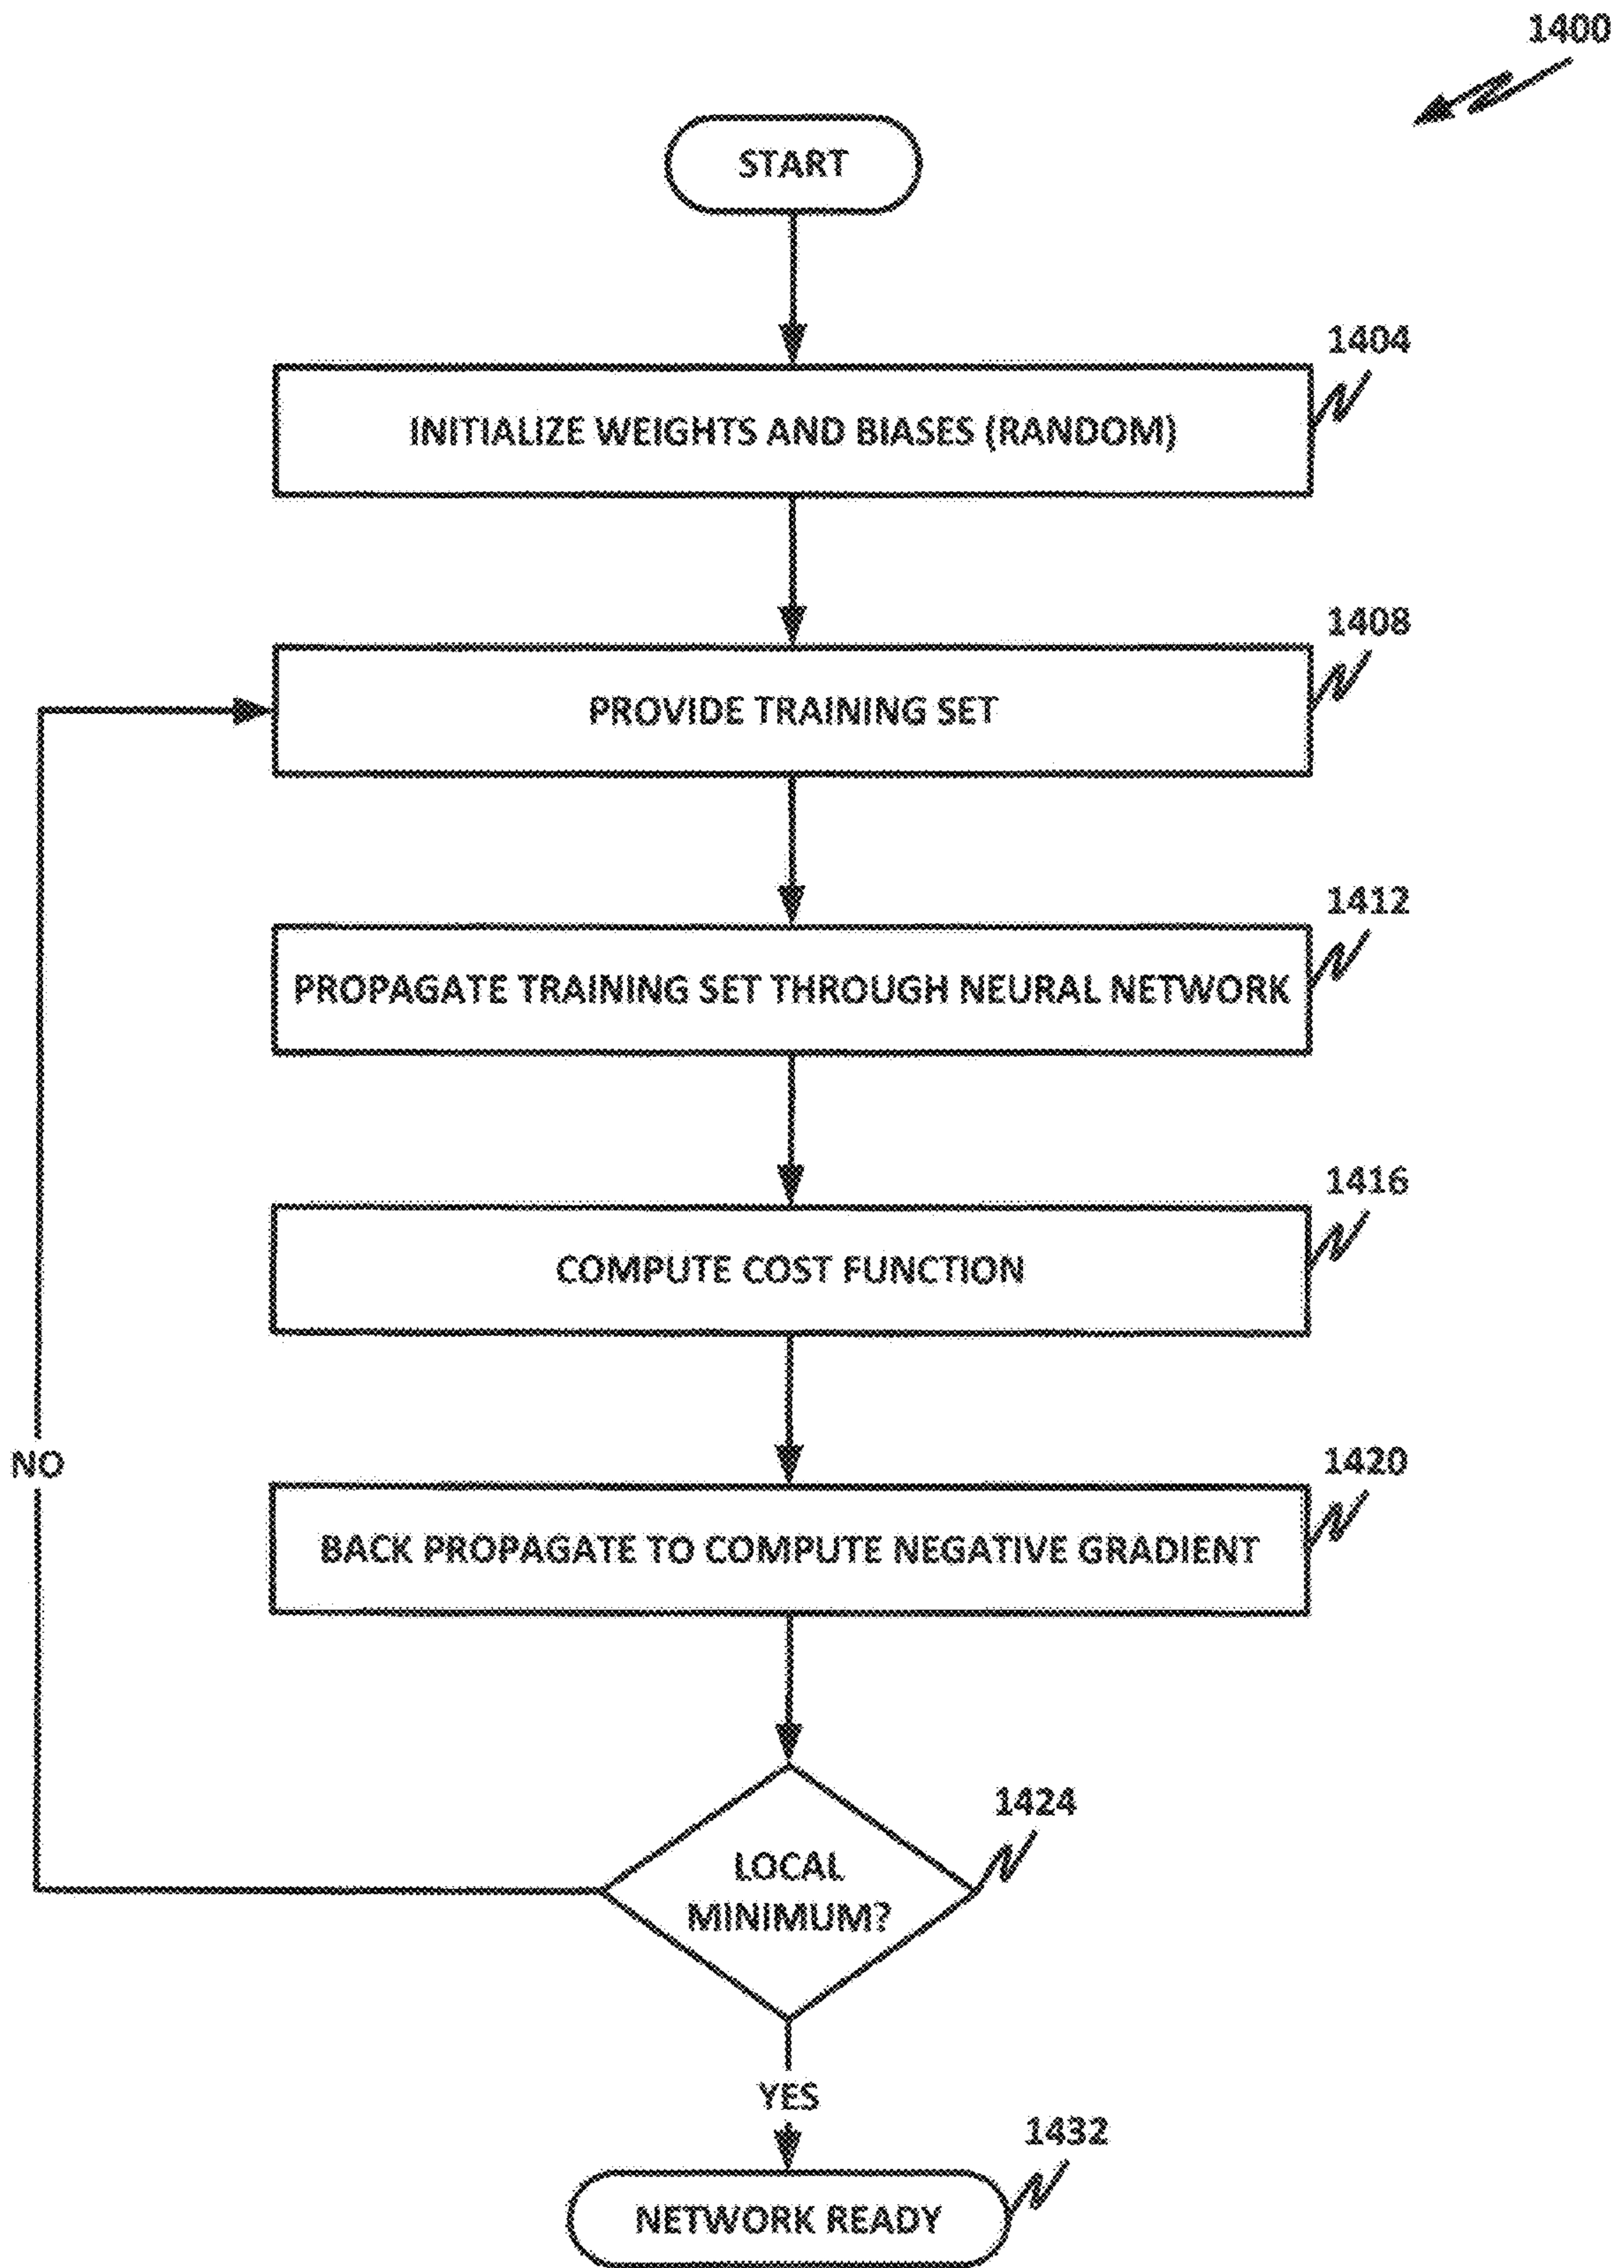 1400
START
1404
INITIALIZE WEIGHTS AND BIASES (RANDOM)
1408
PROVIDE TRAINING SET
1412
PROPAGATE TRAINING SET THROUGH NEURAL NETWORK
1416
COMPUTE COST FUNCTION
NO
1420
BACK PROPAGATE TO COMPUTE NEGATIVE GRADIENT
1424
LOCAL
MINIMUM?
YES
1432
NETWORK READY